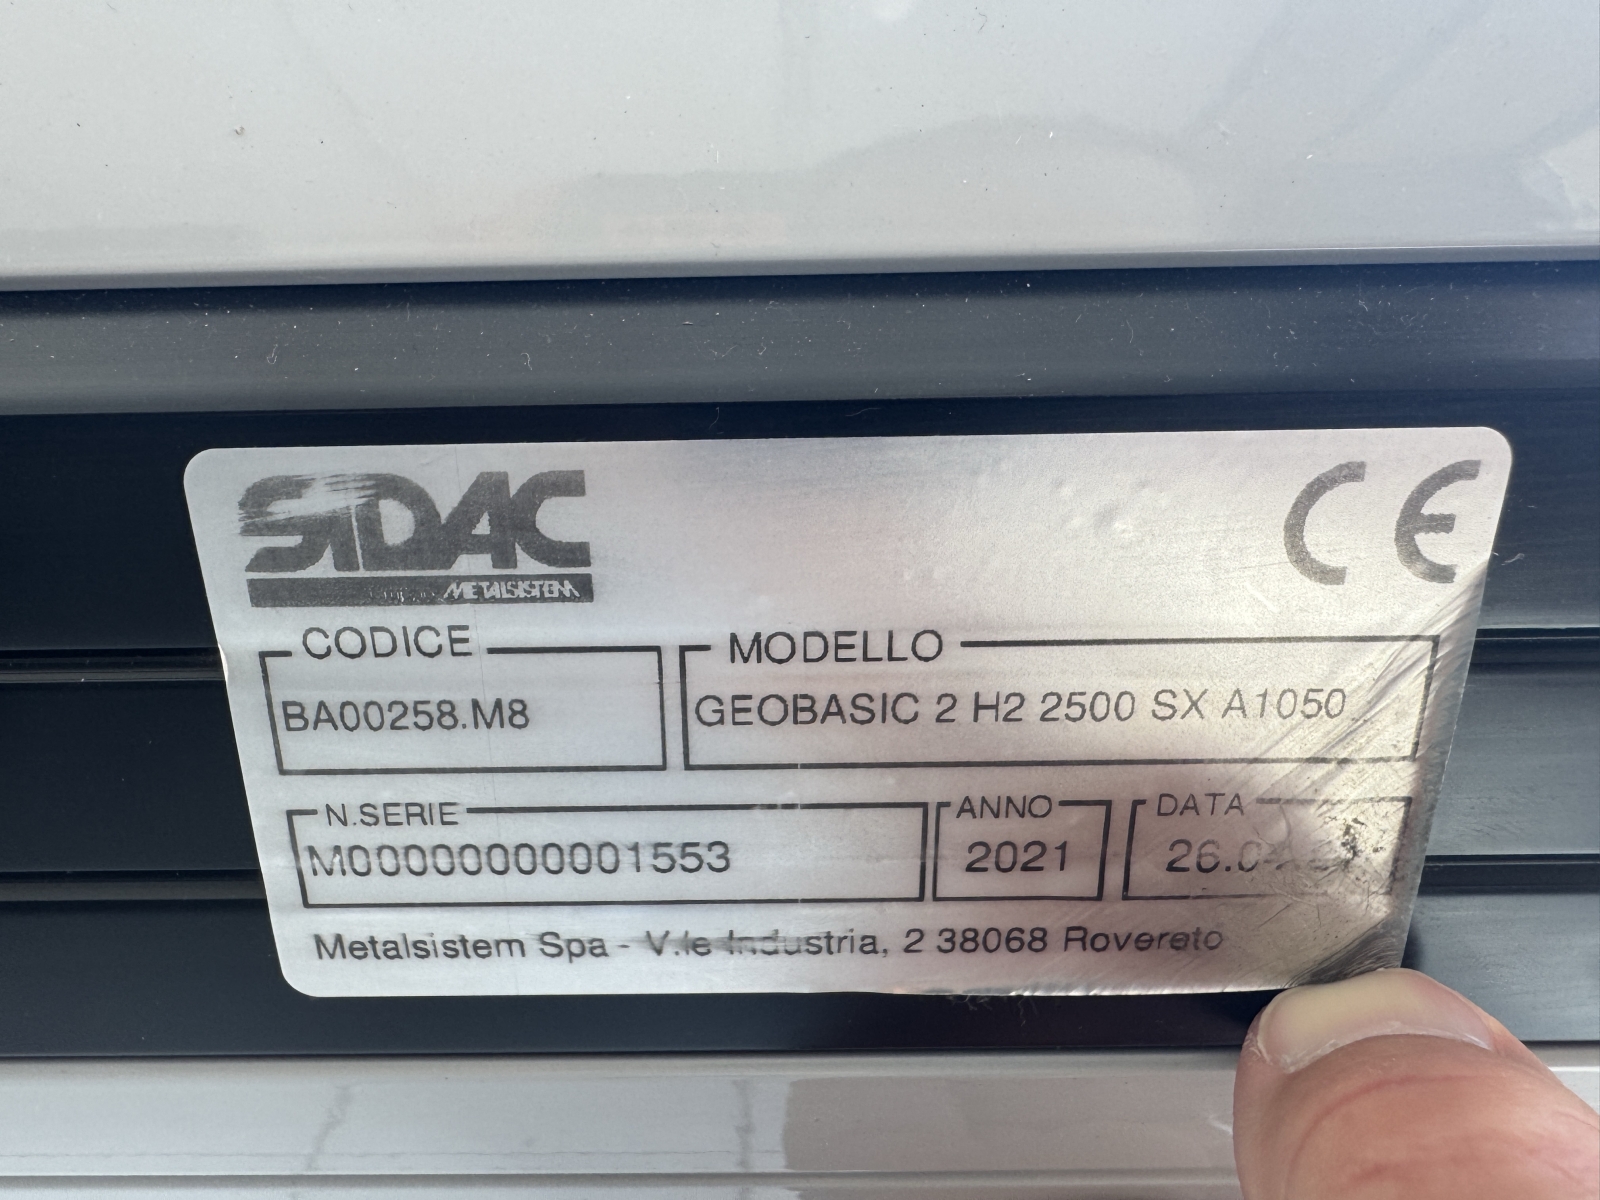 SIDAC
METALSISTEM
CE
CODICE
MODELLO
BA00258.M8
GEOBASIC 2 H2 2500 SX A1050
N.SERIE
ANNO
DATA
M000000000001553
2021
Metalsistem Spa - V.le Industria, 2 38068 Rovereto